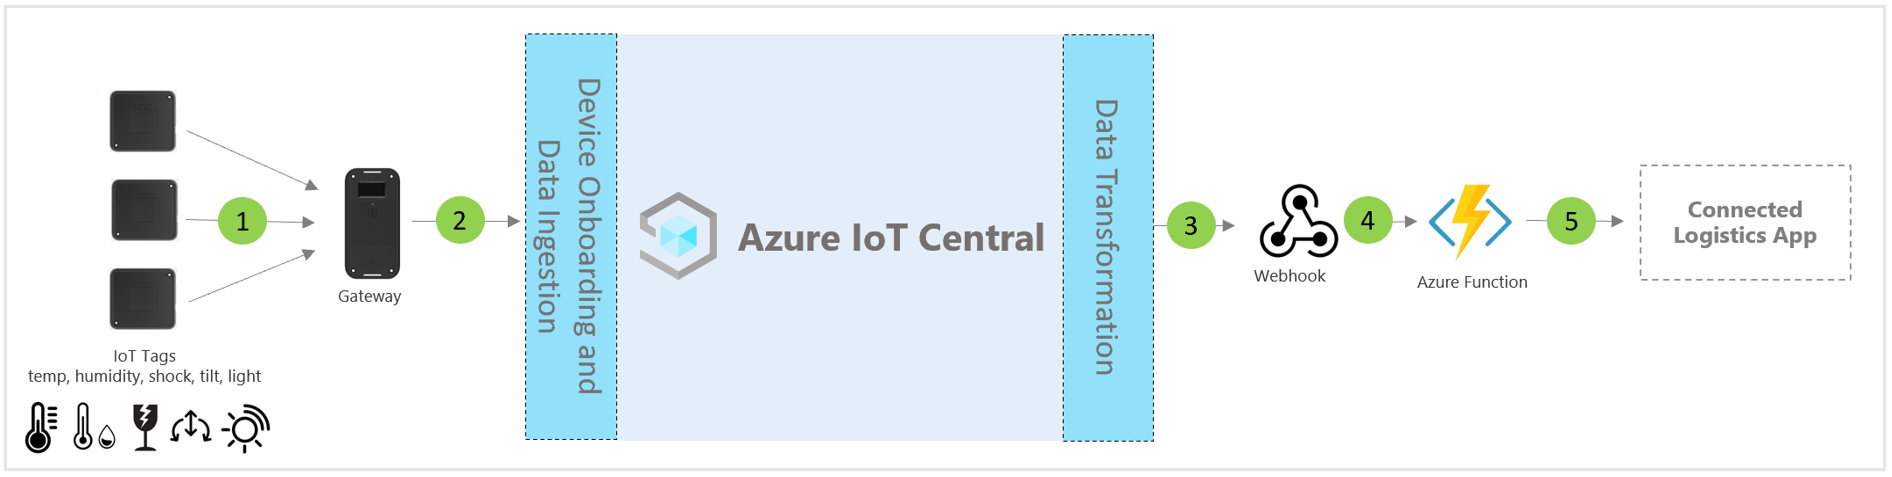 1
IoT Tags
temp, humidity, shock, tilt, light
Gateway
2
Device Onboarding and
Data Ingestion
Azure IoT Central
Data Transformation
3
Webhook
4
Azure Function
5
Connected
Logistics App